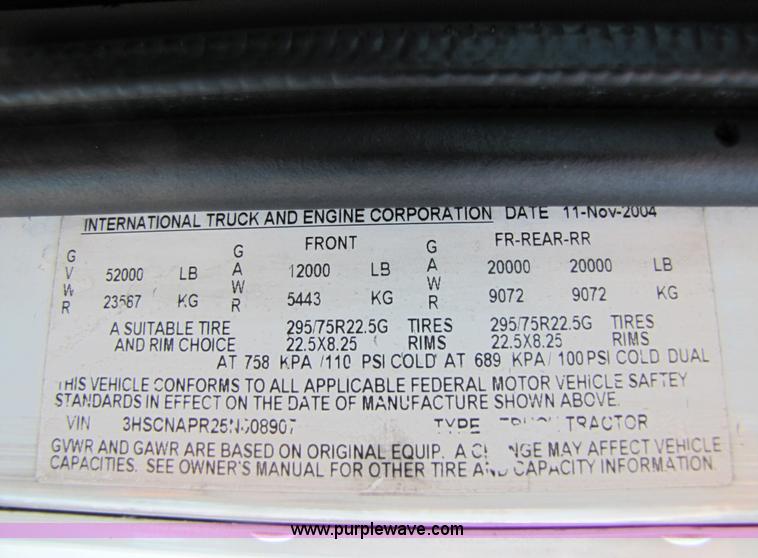 INTERNATIONAL TRUCK AND ENGINE CORPORATION DATE 11-Nov-2004
G FRONT G FR-REAR-RR
V 52000 LB A 12000 LB A 20000 20000 LB
W W W
R 23587 KG R 5443 KG R 9072 9072 KG
A SUITABLE TIRE 295/75R22.5G TIRES 295/75R22.5G TIRES
AND RIM CHOICE 22.5X8.25 RIMS 22.5X8.25 RIMS
AT 758 KPA /110 PSI COLD AT 689 KPA/ 100 PSI COLD DUAL
THIS VEHICLE CONFORMS TO ALL APPLICABLE FEDERAL MOTOR VEHICLE SAFTEY
STANDARDS IN EFFECT ON THE DATE OF MANUFACTURE SHOWN ABOVE.
VIN TYPE TRUCK TRACTOR
GVWR AND GAWR ARE BASED ON ORIGINAL EQUIP. A CHANGE MAY AFFECT VEHICLE
CAPACITIES. SEE OWNER'S MANUAL FOR OTHER TIRE AND CAPACITY INFORMATION.
www.purplewave.com